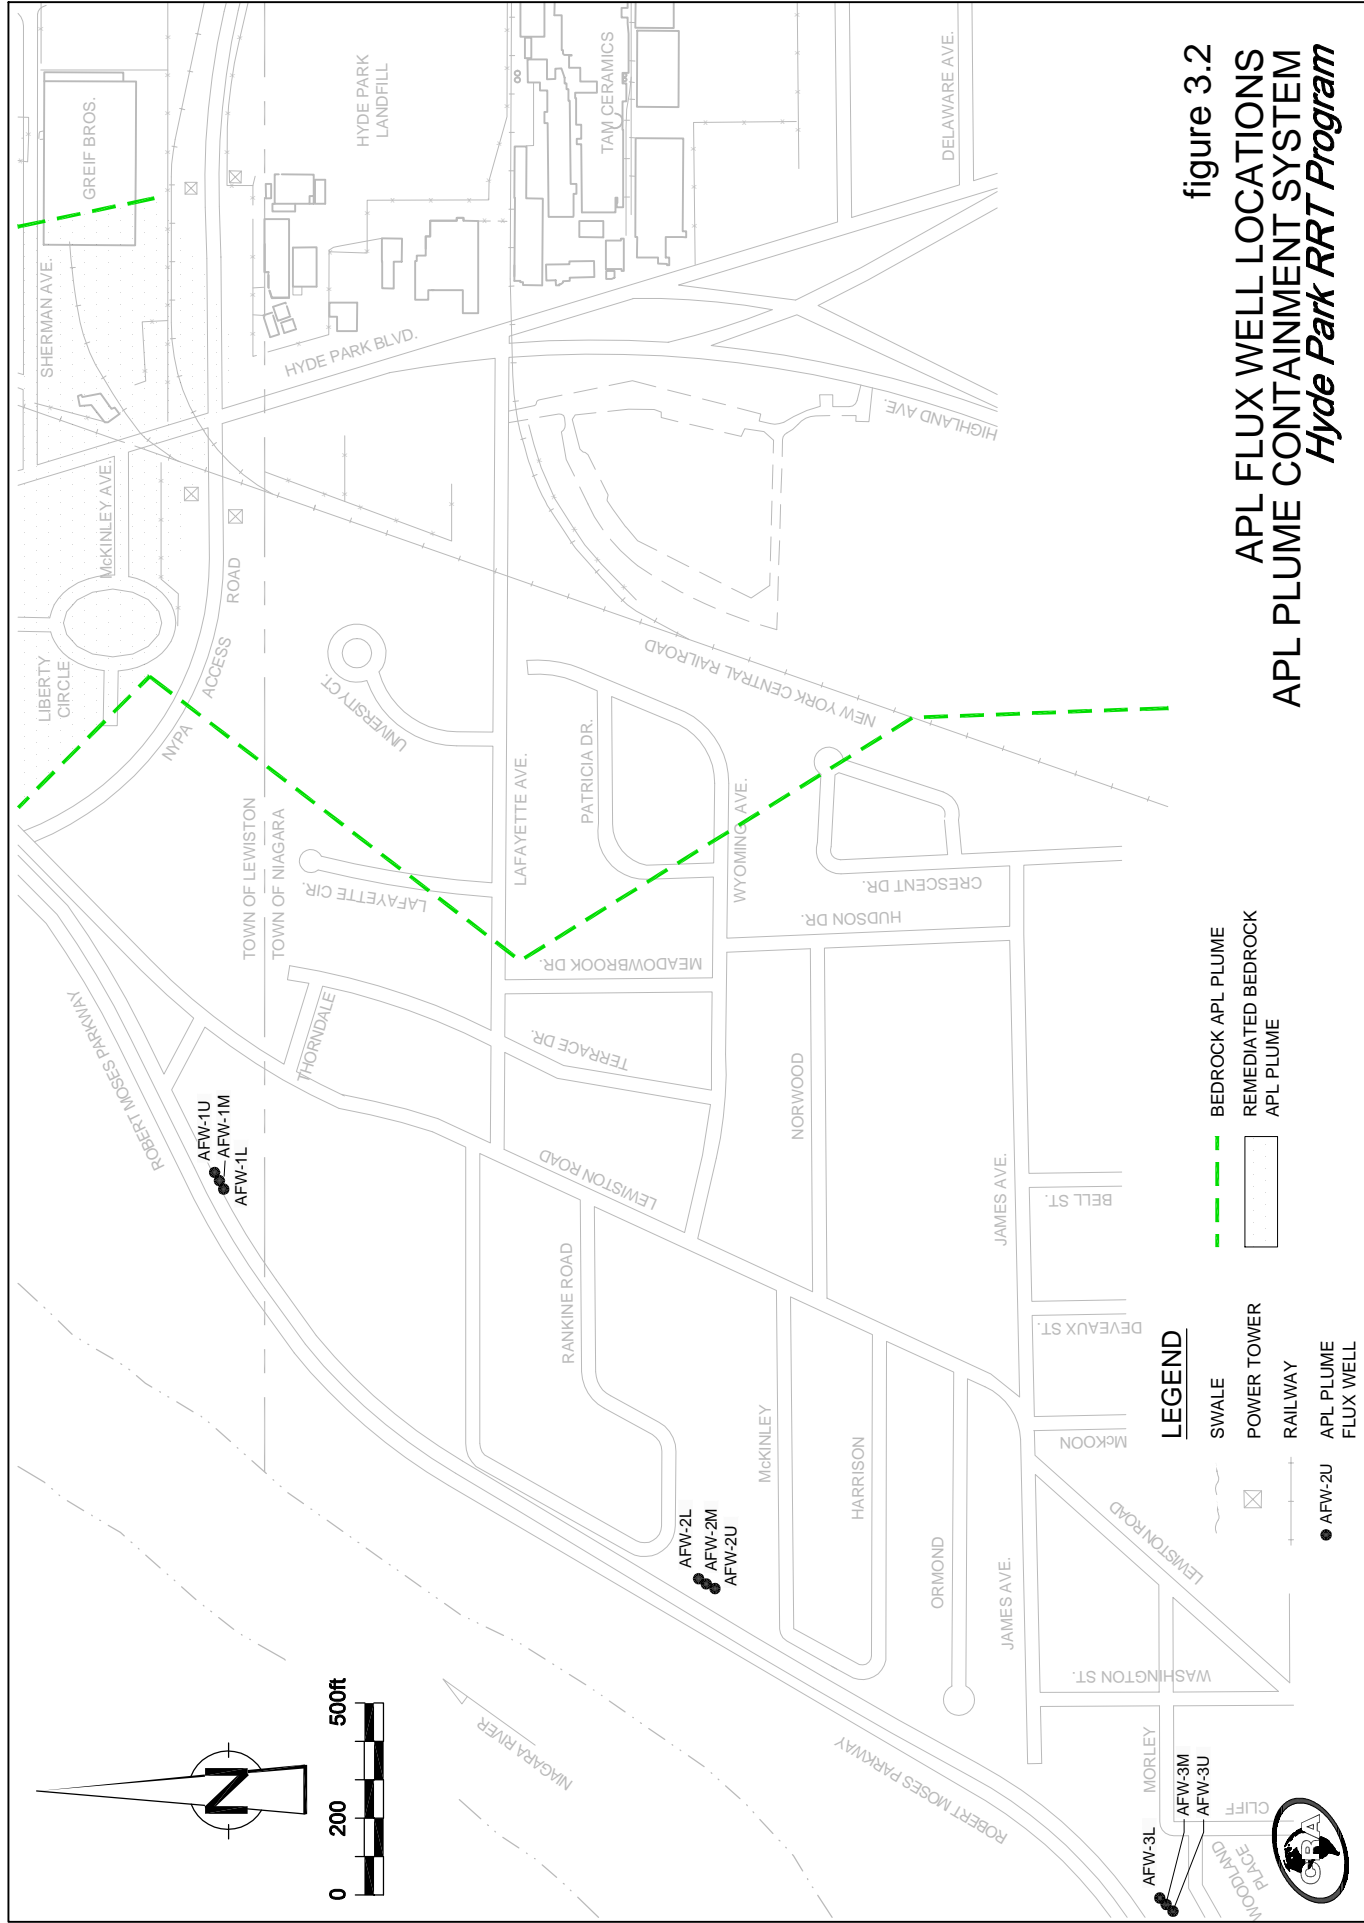 figure 3.2
APL FLUX WELL LOCATIONS
APL PLUME CONTAINMENT SYSTEM
Hyde Park RRT Program
GREIF BROS.
SHERMAN AVE.
HYDE PARK
LANDFILL
TAM CERAMICS
DELAWARE AVE.
HYDE PARK BLVD.
HIGHLAND AVE.
McKINLEY AVE.
LIBERTY
CIRCLE
NYPA
ACCESS
ROAD
UNIVERSITY CT.
NEW YORK CENTRAL RAILROAD
PATRICIA DR.
LAFAYETTE AVE.
WYOMING AVE.
TOWN OF LEWISTON
TOWN OF NIAGARA
LAFAYETTE CIR.
CRESCENT DR.
HUDSON DR.
MEADOWBROOK DR.
THORNDALE
TERRACE DR.
ROBERT MOSES PARKWAY
NORWOOD
LEWISTON ROAD
JAMES AVE.
BELL ST.
AFW-1U
AFW-1M
AFW-1L
RANKINE ROAD
DEVEAUX ST.
McKINLEY
HARRISON
McKOON
ORMOND
JAMES AVE.
LEWISTON ROAD
AFW-2L
AFW-2M
AFW-2U
WASHINGTON ST.
NIAGARA RIVER
ROBERT MOSES PARKWAY
MORLEY
CLIFF
WOODLAND
PLACE
AFW-3L
AFW-3M
AFW-3U
N
0
200
500ft
LEGEND
SWALE
POWER TOWER
RAILWAY
AFW-2U
APL PLUME
FLUX WELL
BEDROCK APL PLUME
REMEDIATED BEDROCK
APL PLUME
CRA